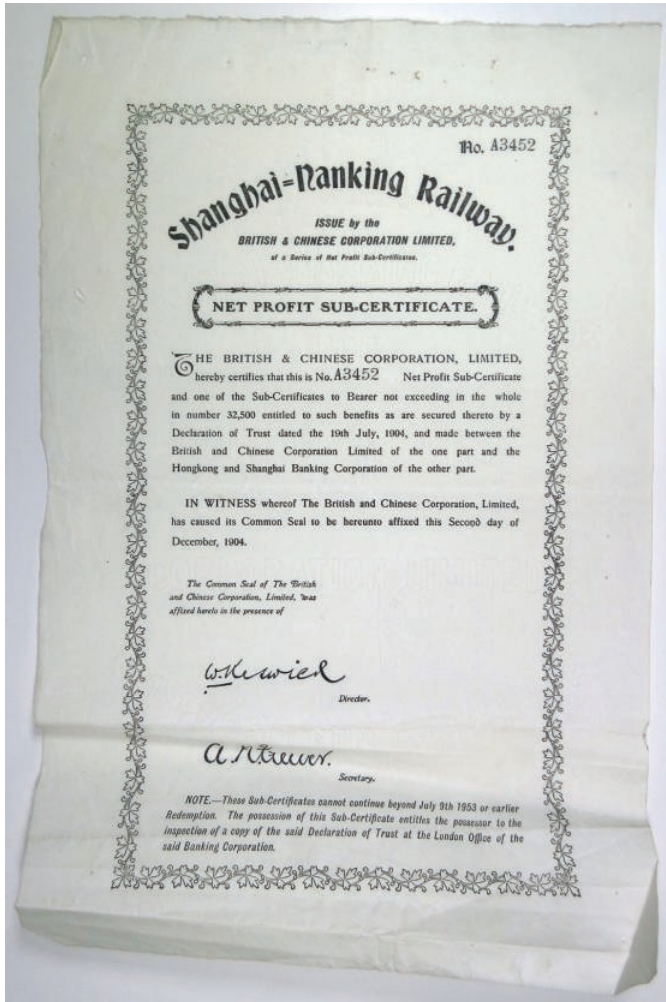 No. A3452
Shanghai=Nanking Railway.
ISSUE by the
BRITISH & CHINESE CORPORATION LIMITED,
of a Series of Net Profit Sub-Certificates.
NET PROFIT SUB-CERTIFICATE.
THE BRITISH & CHINESE CORPORATION, LIMITED,
hereby certifies that this is No. A3452 Net Profit Sub-Certificate
and one of the Sub-Certificates to Bearer not exceeding in the whole
in number 32,500 entitled to such benefits as are secured thereto by a
Declaration of Trust dated the 19th July, 1904, and made between the
British and Chinese Corporation Limited of the one part and the
Hongkong and Shanghai Banking Corporation of the other part.
IN WITNESS whereof The British and Chinese Corporation, Limited,
has caused its Common Seal to be hereunto affixed this Second day of
December, 1904.
The Common Seal of The British
and Chinese Corporation, Limited, was
affixed hereto in the presence of
W. Keswick
Director.
Secretary.
NOTE.—These Sub-Certificates cannot continue beyond July 9th 1953 or earlier
Redemption. The possession of this Sub-Certificate entitles the possessor to the
inspection of a copy of the said Declaration of Trust at the London Office of the
said Banking Corporation.